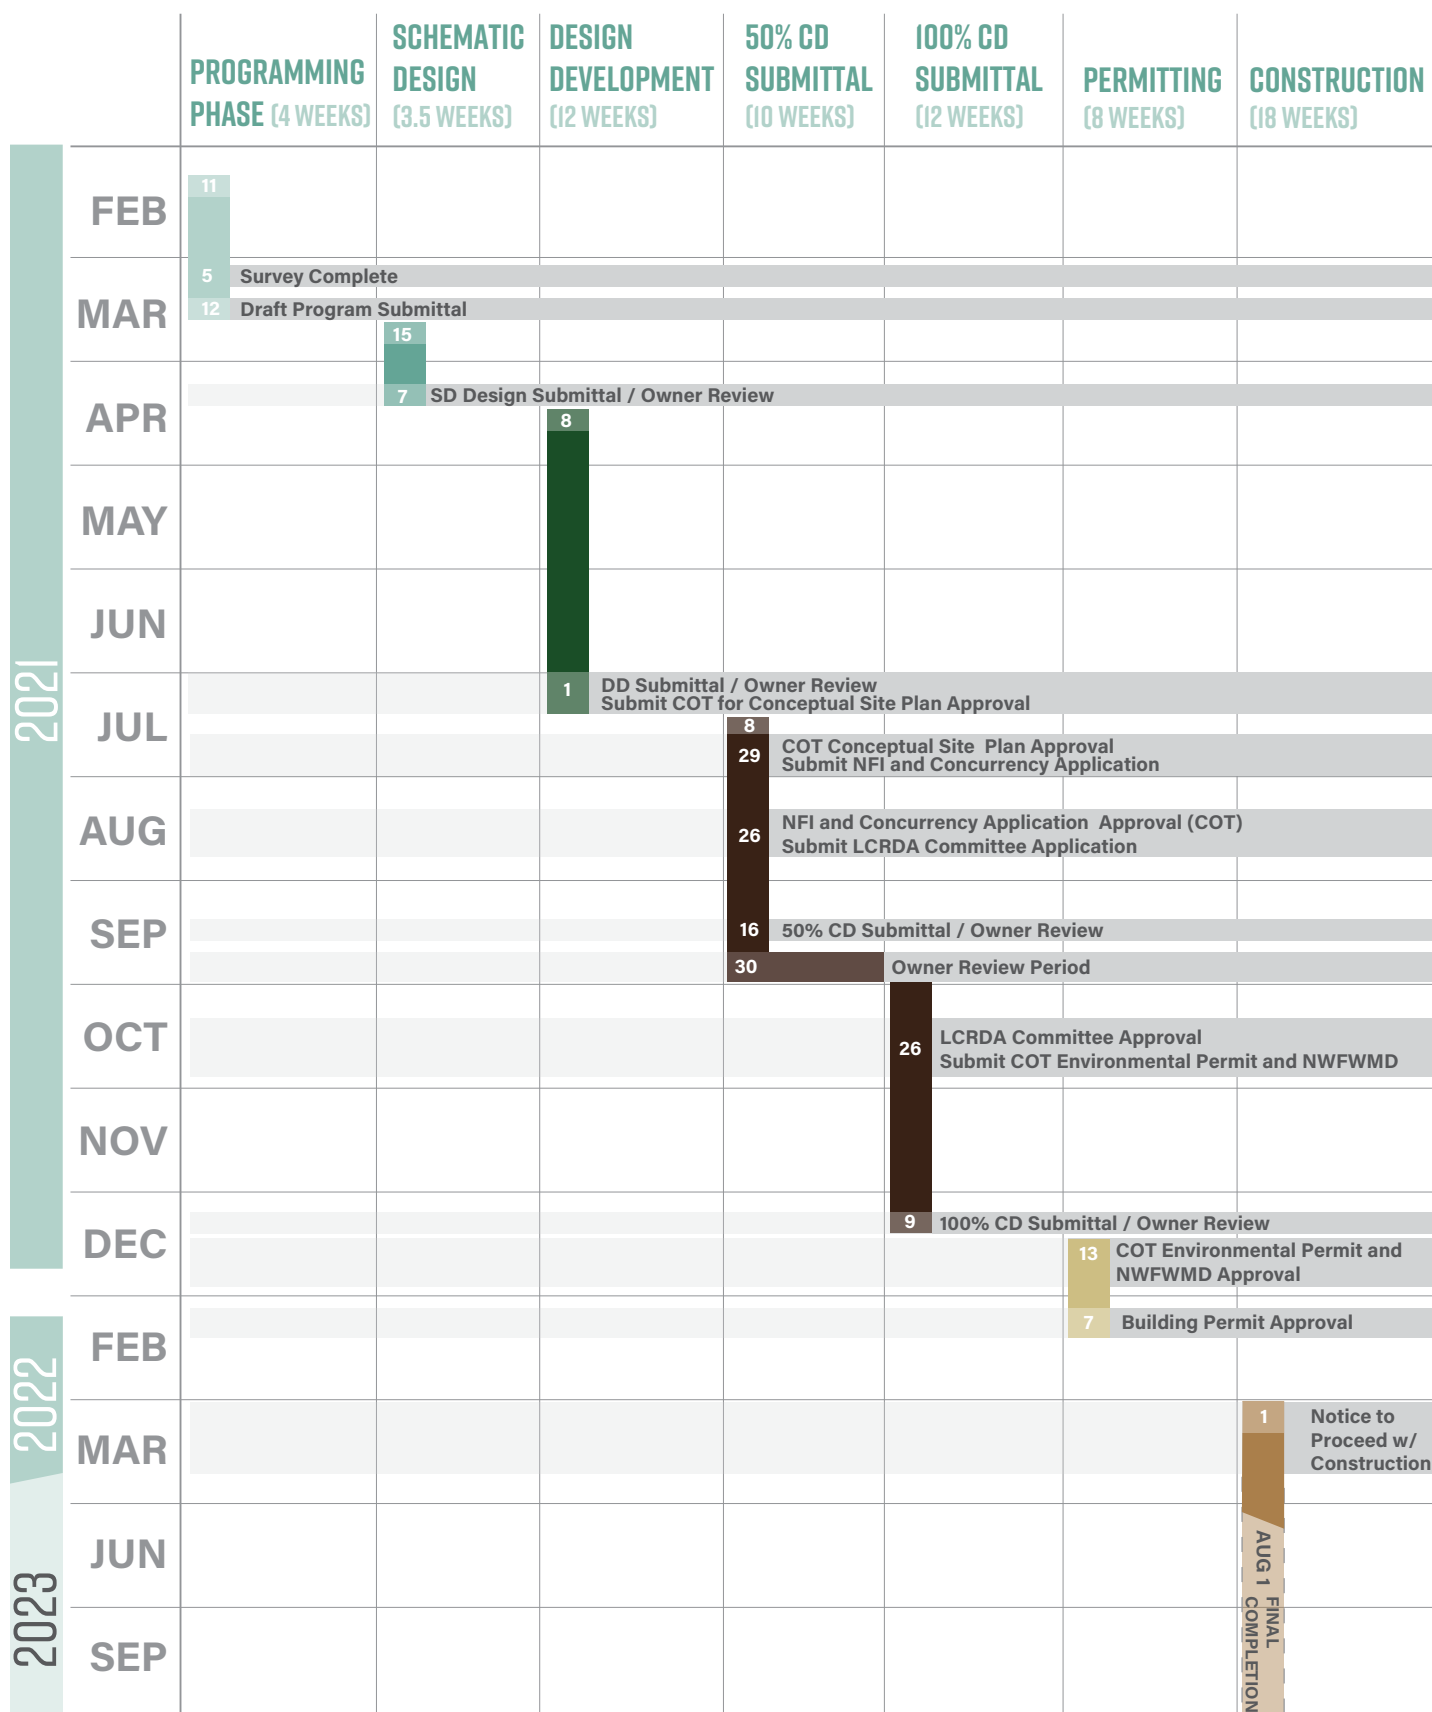 PROGRAMMING
PHASE (4 WEEKS)
SCHEMATIC
DESIGN
(3.5 WEEKS)
DESIGN
DEVELOPMENT
(12 WEEKS)
50% CD
SUBMITTAL
(10 WEEKS)
100% CD
SUBMITTAL
(12 WEEKS)
PERMITTING
(8 WEEKS)
CONSTRUCTION
(18 WEEKS)
2021
FEB
11
MAR
5 Survey Complete
12 Draft Program Submittal
15
APR
7 SD Design Submittal / Owner Review
8
MAY
JUN
JUL
1 DD Submittal / Owner Review
Submit COT for Conceptual Site Plan Approval
8
29 COT Conceptual Site Plan Approval
Submit NFI and Concurrency Application
AUG
26 NFI and Concurrency Application Approval (COT)
Submit LCRDA Committee Application
SEP
16 50% CD Submittal / Owner Review
30 Owner Review Period
OCT
26 LCRDA Committee Approval
Submit COT Environmental Permit and NWFWMD
NOV
DEC
9 100% CD Submittal / Owner Review
13 COT Environmental Permit and
NWFWMD Approval
2022
FEB
7 Building Permit Approval
MAR
1 Notice to
Proceed w/
Construction
2023
JUN
AUG 1 FINAL
COMPLETION
SEP